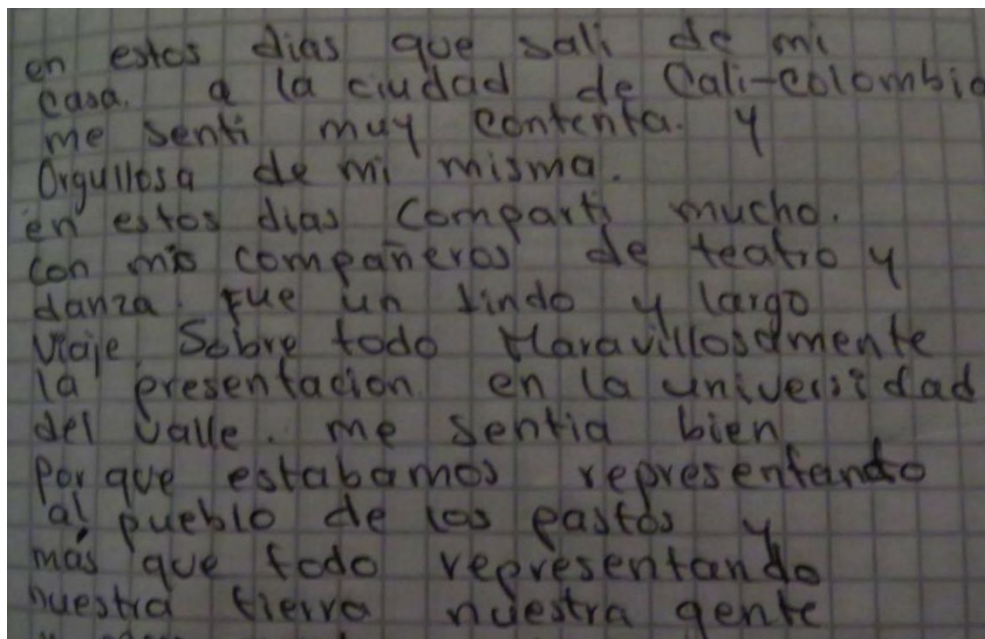 en estos dias que sali de mi
casa. a la ciudad de Cali-Colombia
me senti muy contenta. y
Orgullosa de mi misma.
en estos dias Comparti mucho.
con mis compañeros de teatro y
danza. Fue un lindo y largo
viaje. Sobre todo Maravillosamente
la presentacion en la universidad
del valle. me sentia bien
por que estabamos representando
al pueblo de los pastos y
más que todo representando
nuestra tierra nuestra gente